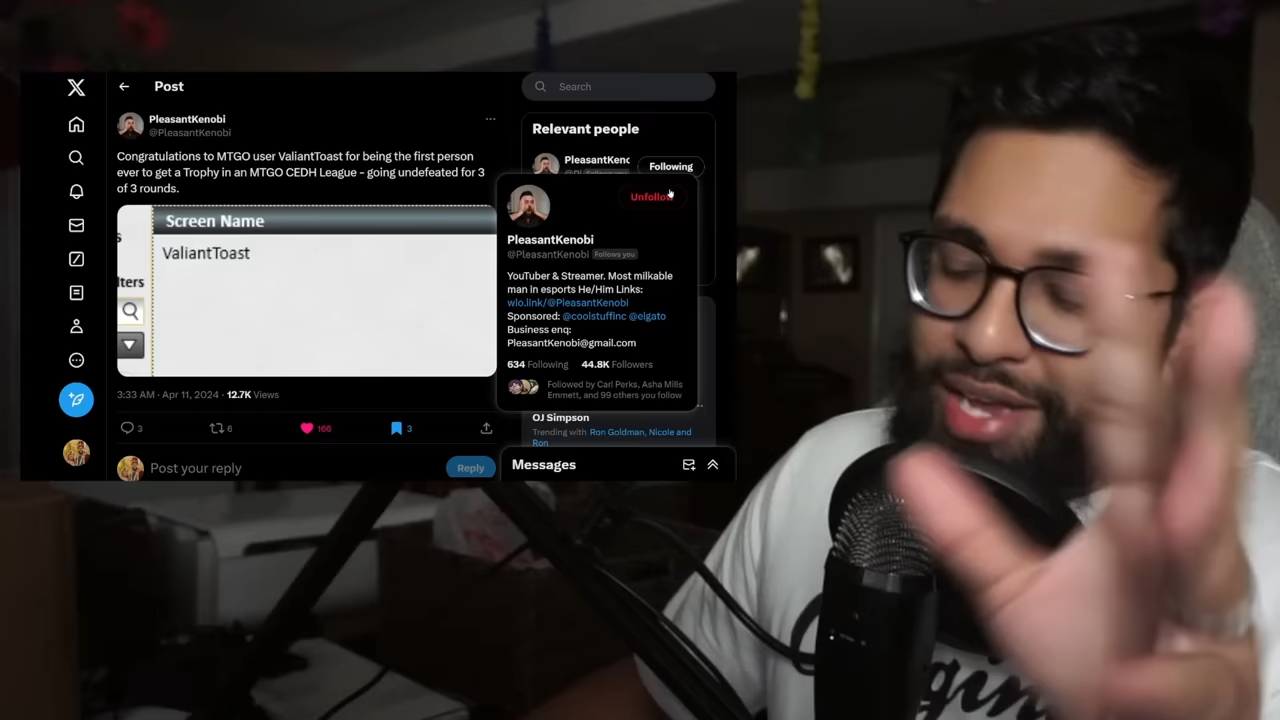 Post
Search
PleasantKenobi
@PleasantKenobi
Relevant people
Congratulations to MTGO user ValiantToast for being the first person
ever to get a Trophy in an MTGO CEDH League - going undefeated for 3
of 3 rounds.
PleasantKenc
Following
Screen Name
ValiantToast
lters
Unfollow
PleasantKenobi
@PleasantKenobi Follows you
YouTuber & Streamer. Most milkable
man in esports He/Him Links:
wlo.link/@PleasantKenobi
Sponsored: @coolstuffinc @elgato
Business enq:
PleasantKenobi@gmail.com
634 Following 44.8K Followers
Followed by Carl Perks, Asha Mills
Emmett, and 99 others you follow
3:33 AM · Apr 11, 2024 · 12.7K Views
3 6 166 3
OJ Simpson
Trending with Ron Goldman, Nicole and
Ron
Post your reply
Reply
Messages